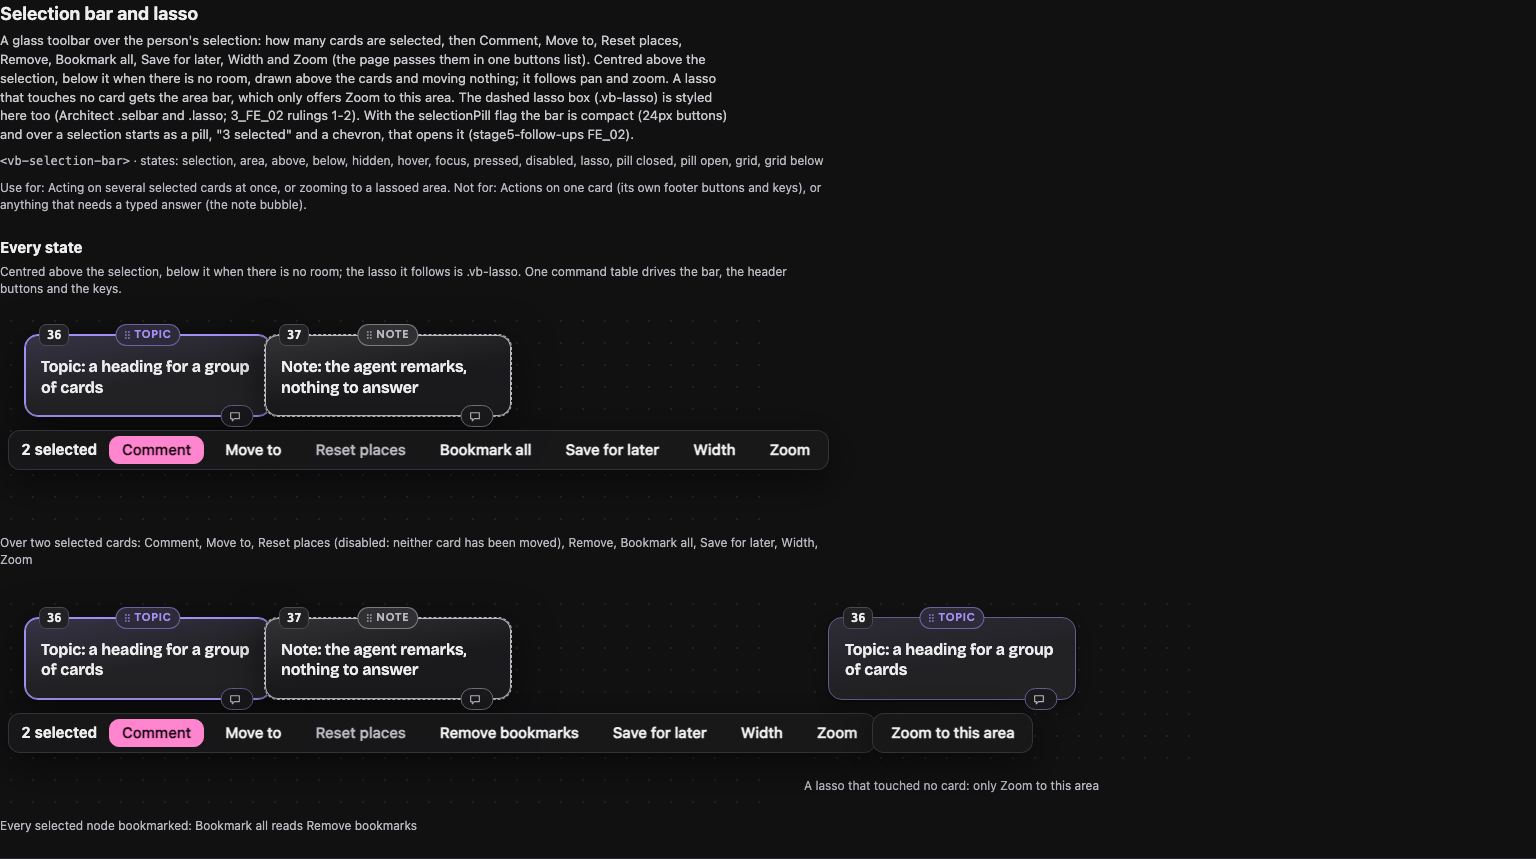 Selection bar and lasso
A glass toolbar over the person's selection: how many cards are selected, then Comment, Move to, Reset places,
Remove, Bookmark all, Save for later, Width and Zoom (the page passes them in one buttons list). Centred above the
selection, below it when there is no room, drawn above the cards and moving nothing; it follows pan and zoom. A lasso
that touches no card gets the area bar, which only offers Zoom to this area. The dashed lasso box (.vb-lasso) is styled
here too (Architect .selbar and .lasso; 3_FE_02 rulings 1-2). With the selectionPill flag the bar is compact (24px buttons)
and over a selection starts as a pill, "3 selected" and a chevron, that opens it (stage5-follow-ups FE_02).
<vb-selection-bar> · states: selection, area, above, below, hidden, hover, focus, pressed, disabled, lasso, pill closed, pill open, grid, grid below
Use for: Acting on several selected cards at once, or zooming to a lassoed area. Not for: Actions on one card (its own footer buttons and keys), or
anything that needs a typed answer (the note bubble).
Every state
Centred above the selection, below it when there is no room; the lasso it follows is .vb-lasso. One command table drives the bar, the header
buttons and the keys.
36 TOPIC 37 NOTE
Topic: a heading for a group
of cards
Note: the agent remarks,
nothing to answer
2 selected Comment Move to Reset places Bookmark all Save for later Width Zoom
Over two selected cards: Comment, Move to, Reset places (disabled: neither card has been moved), Remove, Bookmark all, Save for later, Width,
Zoom
36 TOPIC 37 NOTE
Topic: a heading for a group
of cards
Note: the agent remarks,
nothing to answer
2 selected Comment Move to Reset places Remove bookmarks Save for later Width Zoom
Every selected node bookmarked: Bookmark all reads Remove bookmarks
36 TOPIC
Topic: a heading for a group
of cards
Zoom to this area
A lasso that touched no card: only Zoom to this area